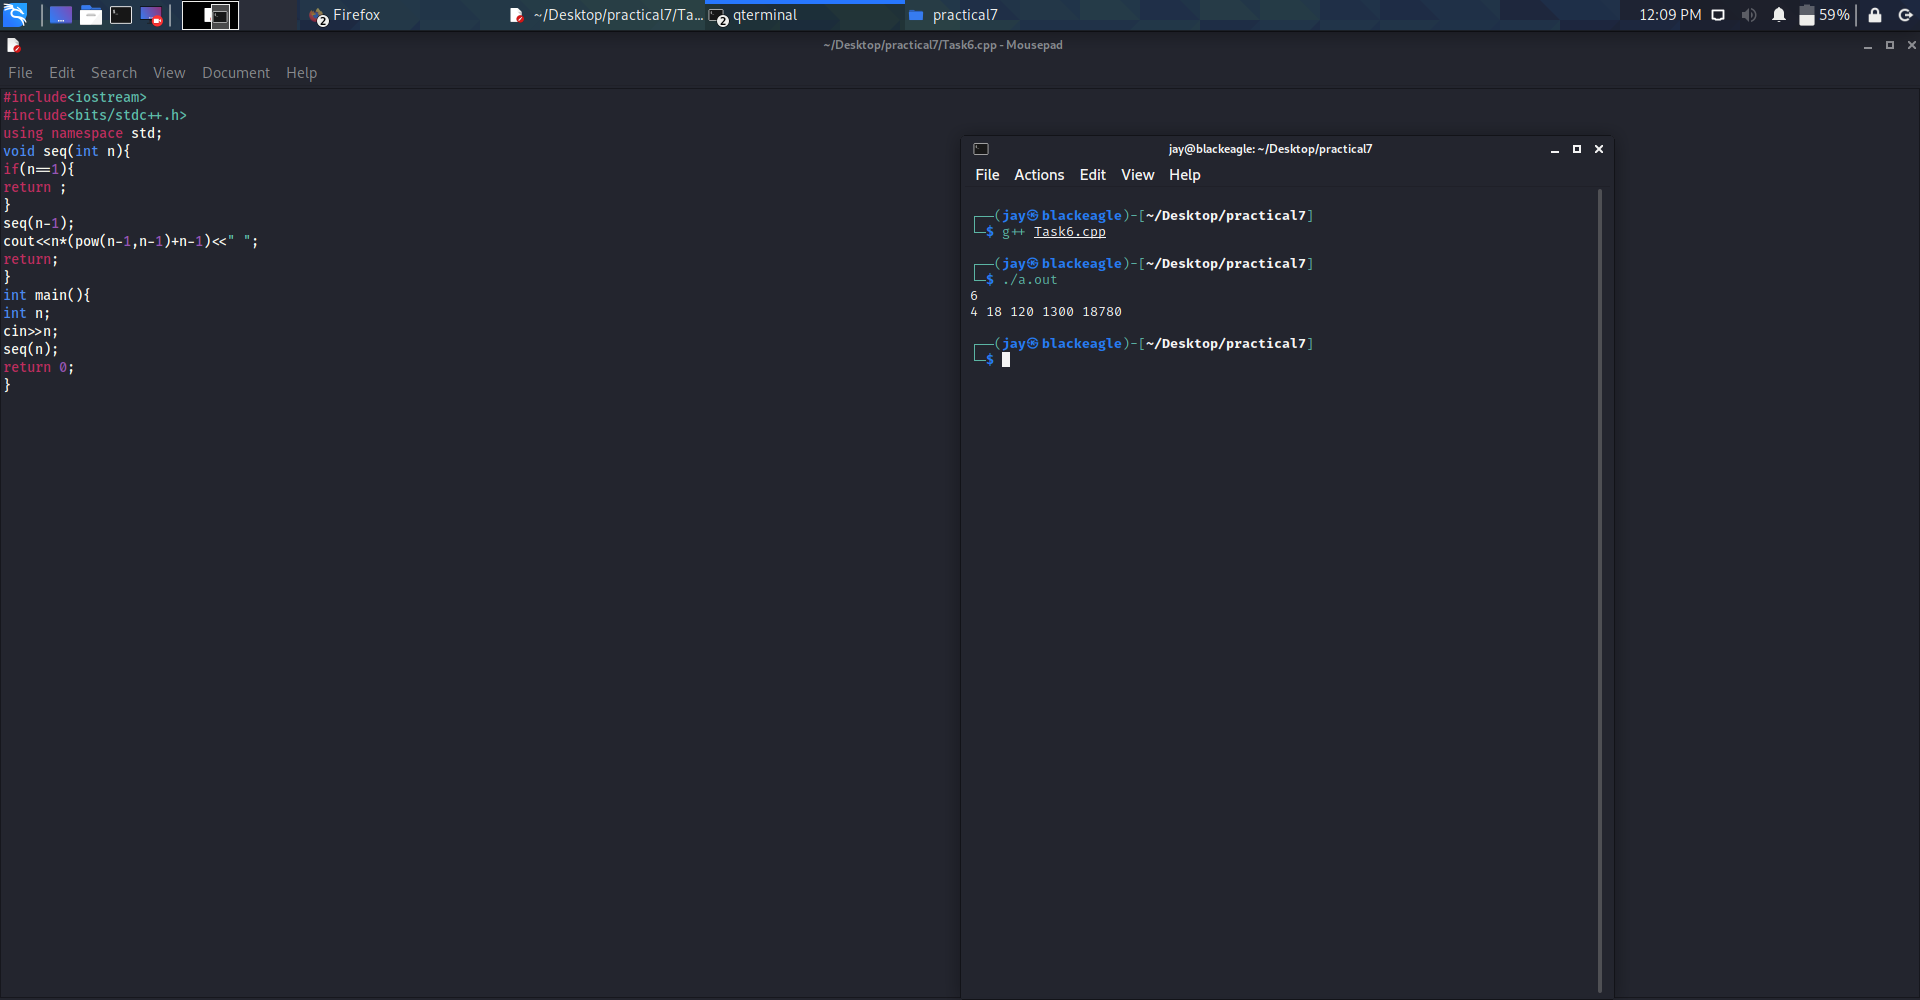 2 Firefox ~/Desktop/practical7/Ta... 2 qterminal practical7 12:09 PM 59%
~/Desktop/practical7/Task6.cpp - Mousepad
File Edit Search View Document Help
#include<iostream>
#include<bits/stdc++.h>
using namespace std;
void seq(int n){
if(n==1){
return ;
}
seq(n-1);
cout<<n*(pow(n-1,n-1)+n-1)<<" ";
return;
}
int main(){
int n;
cin>>n;
seq(n);
return 0;
}
jay@blackeagle: ~/Desktop/practical7
File Actions Edit View Help
┌──(jay㉿blackeagle)-[~/Desktop/practical7]
└─$ g++ Task6.cpp
┌──(jay㉿blackeagle)-[~/Desktop/practical7]
└─$ ./a.out
6
4 18 120 1300 18780
┌──(jay㉿blackeagle)-[~/Desktop/practical7]
└─$